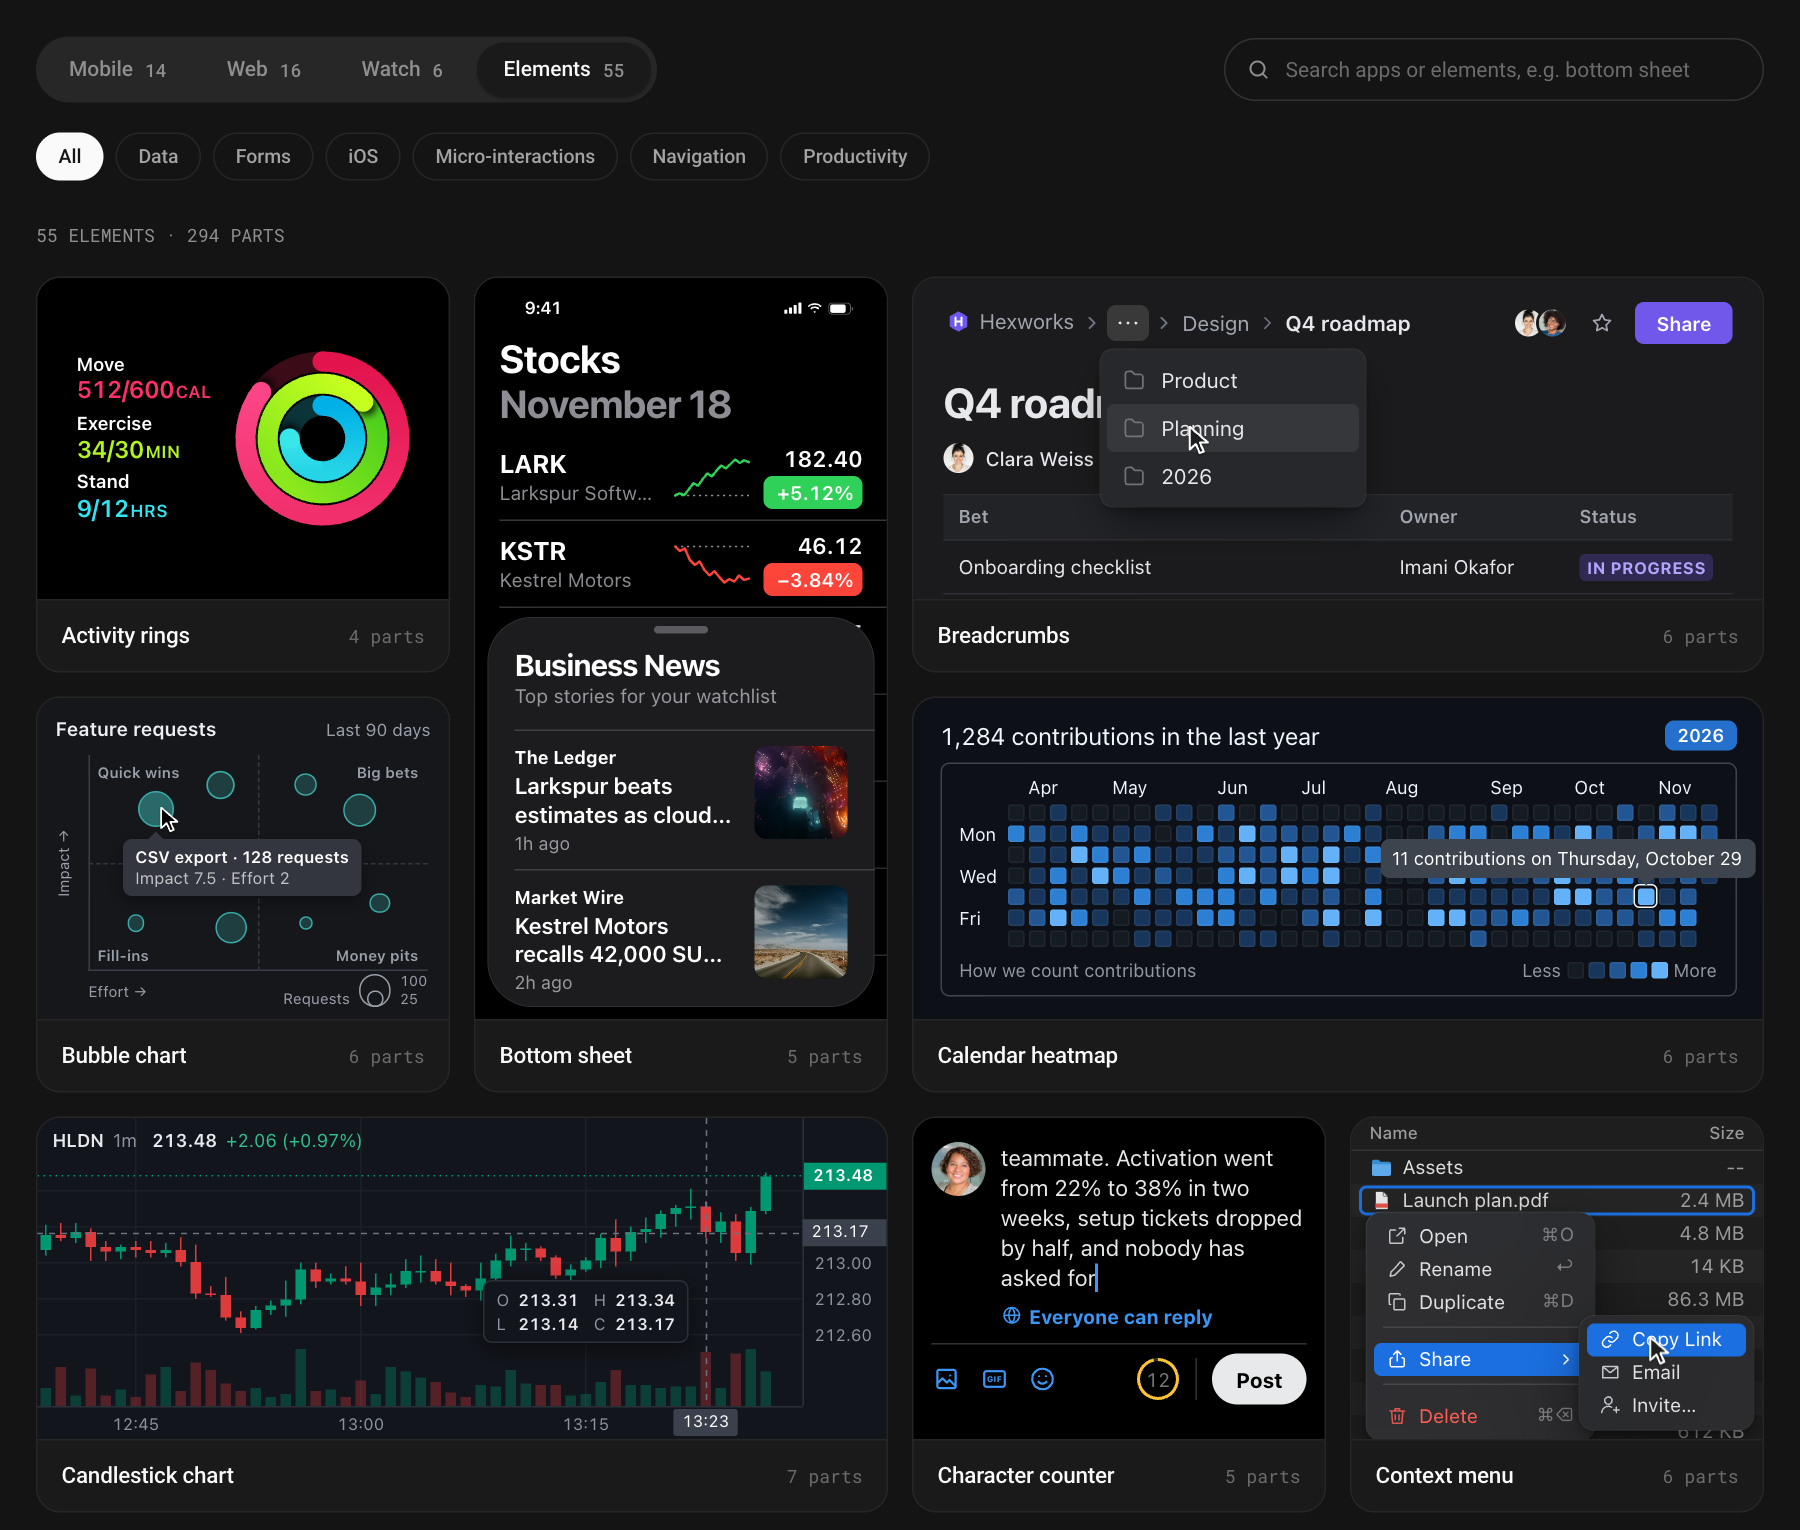 Mobile 14 Web 16 Watch 6 Elements 55
Search apps or elements, e.g. bottom sheet
All Data Forms iOS Micro-interactions Navigation Productivity
55 ELEMENTS · 294 PARTS
Move
512/600CAL
Exercise
34/30MIN
Stand
9/12HRS
Activity rings 4 parts
9:41
Stocks
November 18
LARK 182.40
Larkspur Softw... +5.12%
KSTR 46.12
Kestrel Motors −3.84%
Business News
Top stories for your watchlist
The Ledger
Larkspur beats
estimates as cloud...
1h ago
Market Wire
Kestrel Motors
recalls 42,000 SU...
2h ago
Bottom sheet 5 parts
Hexworks > ··· > Design > Q4 roadmap Share
Product
Planning
2026
Q4 roadm
Clara Weiss
Bet Owner Status
Onboarding checklist Imani Okafor IN PROGRESS
Breadcrumbs 6 parts
Feature requests Last 90 days
Quick wins Big bets
CSV export · 128 requests
Impact 7.5 · Effort 2
Impact →
Fill-ins Money pits
Effort →
Requests 100
25
Bubble chart 6 parts
1,284 contributions in the last year 2026
Apr May Jun Jul Aug Sep Oct Nov
Mon
11 contributions on Thursday, October 29
Wed
Fri
How we count contributions Less More
Calendar heatmap 6 parts
HLDN 1m 213.48 +2.06 (+0.97%)
213.48
213.17
213.00
212.80
212.60
O 213.31 H 213.34
L 213.14 C 213.17
12:45 13:00 13:15 13:23
Candlestick chart 7 parts
teammate. Activation went
from 22% to 38% in two
weeks, setup tickets dropped
by half, and nobody has
asked for
Everyone can reply
GIF 12 Post
Character counter 5 parts
Name Size
Assets --
Launch plan.pdf 2.4 MB
4.8 MB
14 KB
86.3 MB
612 KB
Open ⌘O
Rename ↩
Duplicate ⌘D
Share >
Delete ⌘⌫
Copy Link
Email
Invite...
Context menu 6 parts